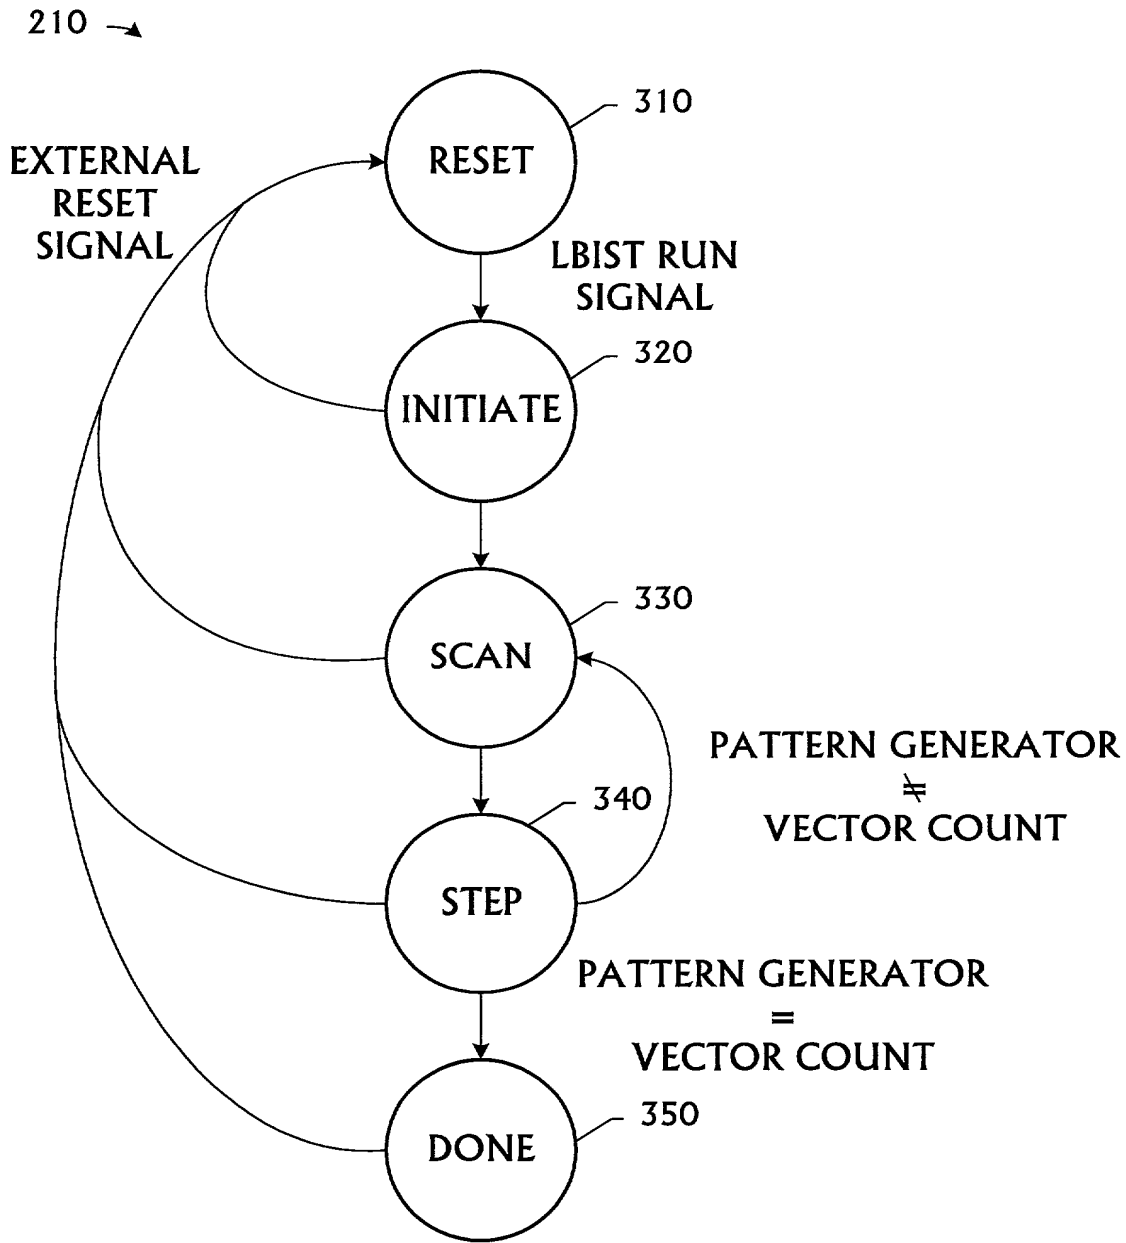 210
310
RESET
EXTERNAL
RESET
SIGNAL
LBIST RUN
SIGNAL
320
INITIATE
330
SCAN
PATTERN GENERATOR
≠
VECTOR COUNT
340
STEP
PATTERN GENERATOR
=
VECTOR COUNT
350
DONE